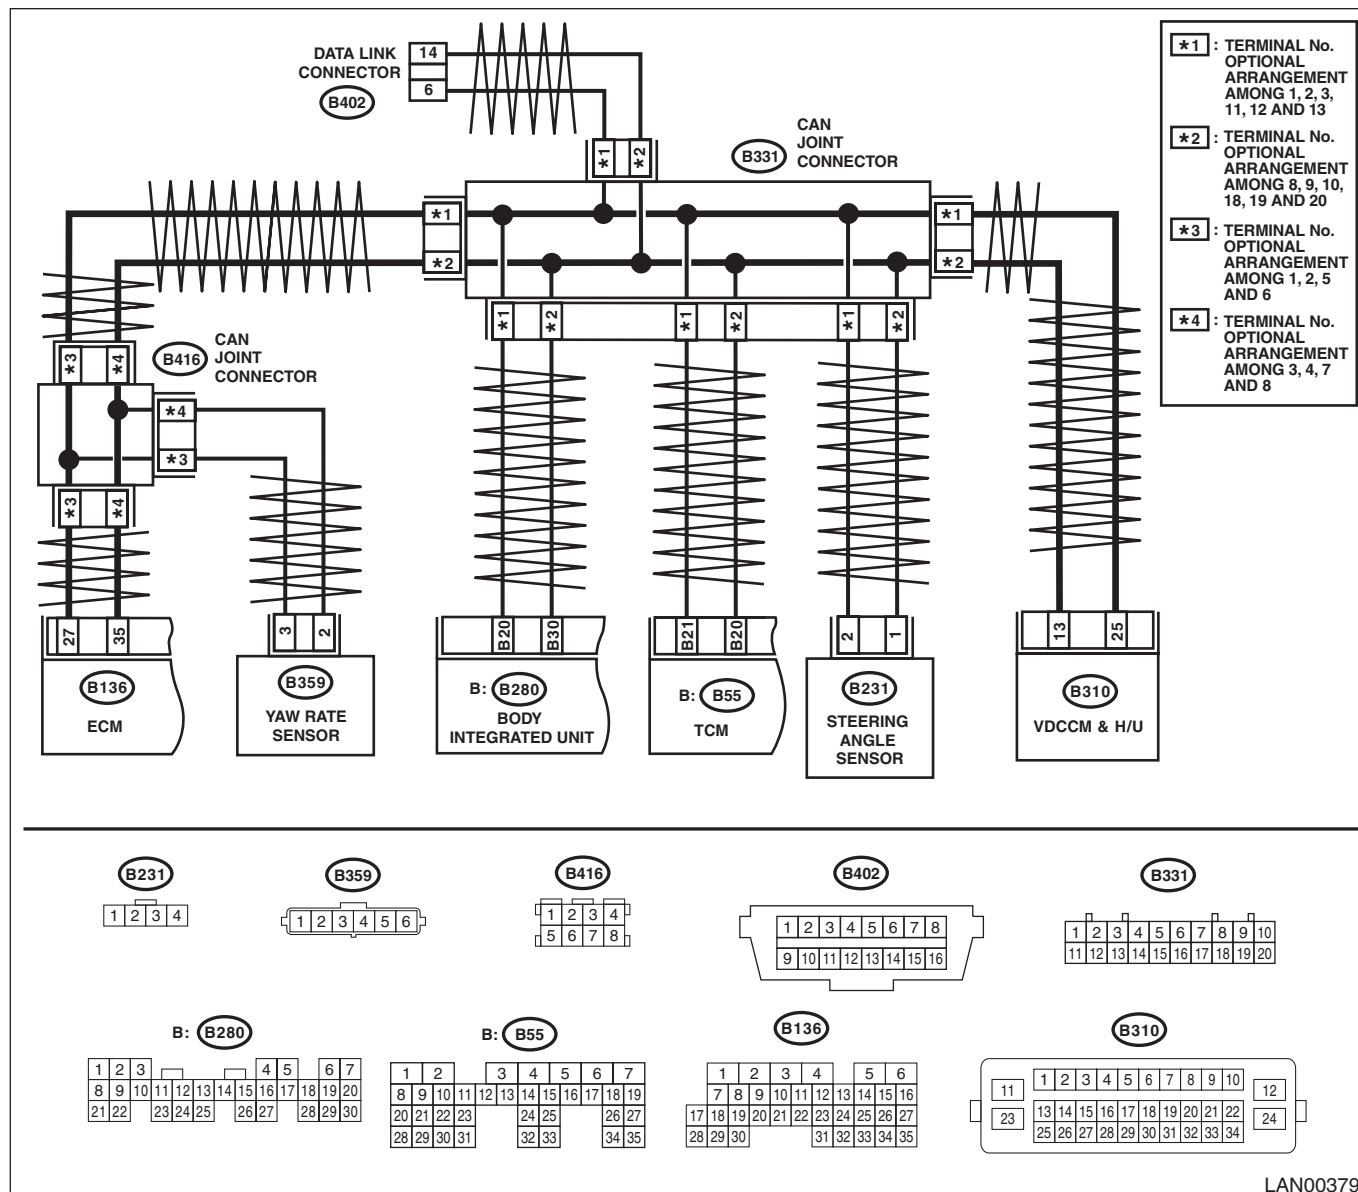 DATA LINK
CONNECTOR
B402
14
6
*1
*2
B331
CAN
JOINT
CONNECTOR
*1 : TERMINAL No.
OPTIONAL
ARRANGEMENT
AMONG 1, 2, 3,
11, 12 AND 13
*2 : TERMINAL No.
OPTIONAL
ARRANGEMENT
AMONG 8, 9, 10,
18, 19 AND 20
*3 : TERMINAL No.
OPTIONAL
ARRANGEMENT
AMONG 1, 2, 5
AND 6
*4 : TERMINAL No.
OPTIONAL
ARRANGEMENT
AMONG 3, 4, 7
AND 8
*1 *1
*2 *2
*1 *2 *1 *2 *1 *2
*3 *4
B416
CAN
JOINT
CONNECTOR
*4
*3
*3 *4
27 35
B136
ECM
3 2
B359
YAW RATE
SENSOR
B20 B30
B: B280
BODY
INTEGRATED UNIT
B21 B20
B: B55
TCM
2 1
B231
STEERING
ANGLE
SENSOR
13 25
B310
VDCCM & H/U
B231
1 2 3 4
B359
1 2 3 4 5 6
B416
1 2 3 4
5 6 7 8
B402
1 2 3 4 5 6 7 8
9 10 11 12 13 14 15 16
B331
1 2 3 4 5 6 7 8 9 10
11 12 13 14 15 16 17 18 19 20
B: B280
1 2 3 4 5 6 7
8 9 10 11 12 13 14 15 16 17 18 19 20
21 22 23 24 25 26 27 28 29 30
B: B55
1 2 3 4 5 6 7
8 9 10 11 12 13 14 15 16 17 18 19
20 21 22 23 24 25 26 27
28 29 30 31 32 33 34 35
B136
1 2 3 4 5 6
7 8 9 10 11 12 13 14 15 16
17 18 19 20 21 22 23 24 25 26 27
28 29 30 31 32 33 34 35
B310
11 1 2 3 4 5 6 7 8 9 10 12
23 13 14 15 16 17 18 19 20 21 22 24
25 26 27 28 29 30 31 32 33 34
LAN00379